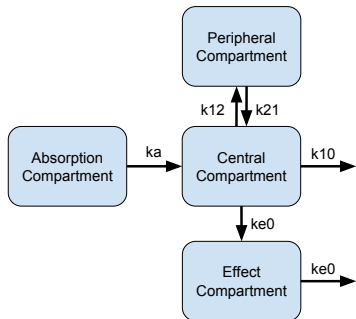 Peripheral
Compartment
k12
k21
Absorption
Compartment
ka
Central
Compartment
k10
ke0
Effect
Compartment
ke0